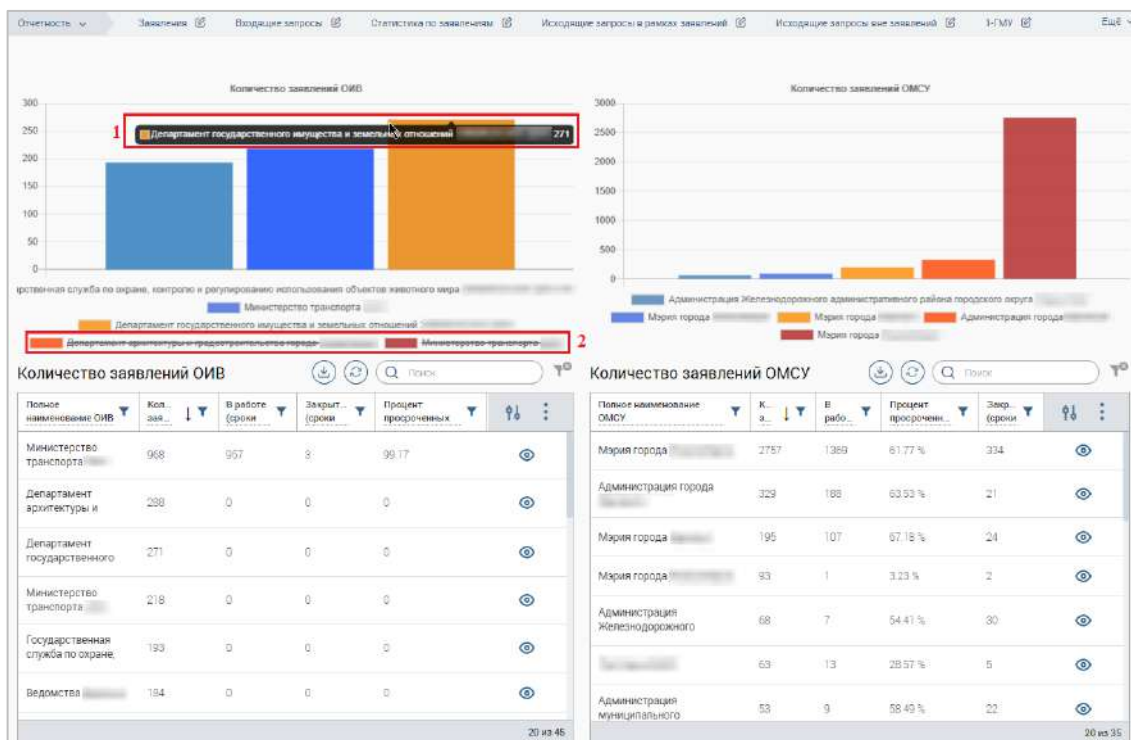 Отчетность Заявления Входящие запросы Статистика по заявлениям Исходящие запросы в рамках заявлений Исходящие запросы вне заявлений 1-ГМУ Ещё
Количество заявлений ОИВ
300
250
200
150
100
50
0
1
Департамент государственного имущества и земельных отношений 271
рственная служба по охране, контролю и регулированию использования объектов животного мира
Министерство транспорта
Департамент государственного имущества и земельных отношений
Департамент архитектуры и градостроительства города Министерство транспорта
2
Количество заявлений ОМСУ
3000
2500
2000
1500
1000
500
0
Администрация Железнодорожного административного района городского округа
Мэрия города Мэрия города Администрация города
Мэрия города
Количество заявлений ОИВ Поиск
Полное Кол... В работе Закрыт... Процент
наименование ОИВ зая... (сроки (сроки просроченных
Министерство
транспорта 968 957 8 99.17
Департамент
архитектуры и 288 0 0 0
Департамент
государственного 271 0 0 0
Министерство
транспорта 218 0 0 0
Государственная
служба по охране, 193 0 0 0
Ведомства 184 0 0 0
20 из 45
Количество заявлений ОМСУ Поиск
Полное наименование К... В Процент Закр...
ОМСУ з... рабо... просроченн... (сроки
Мэрия города 2757 1369 61.77 % 334
Администрация города 329 188 63.53 % 21
Мэрия города 195 107 67.18 % 24
Мэрия города 93 1 3.23 % 2
Администрация
Железнодорожного 68 7 54.41 % 30
63 13 28.57 % 5
Администрация
муниципального 53 9 58.49 % 22
20 из 35